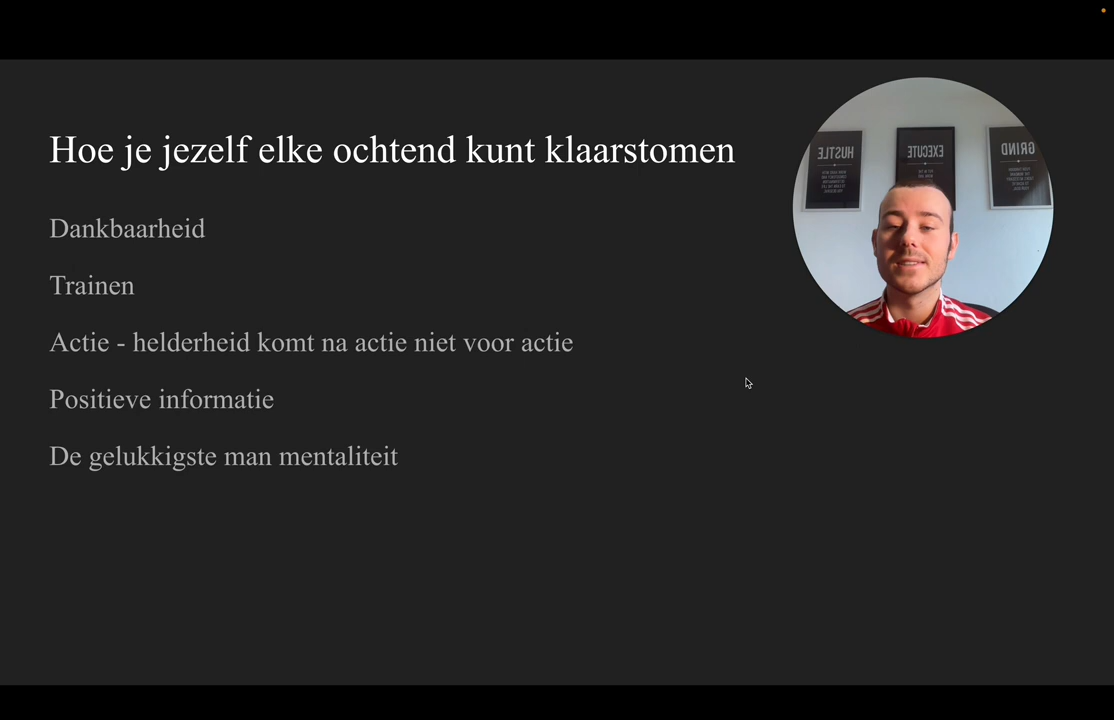 Hoe je jezelf elke ochtend kunt klaarstomen
Dankbaarheid
Trainen
Actie - helderheid komt na actie niet voor actie
Positieve informatie
De gelukkigste man mentaliteit
HUSTLE
EXECUTE
GRIND